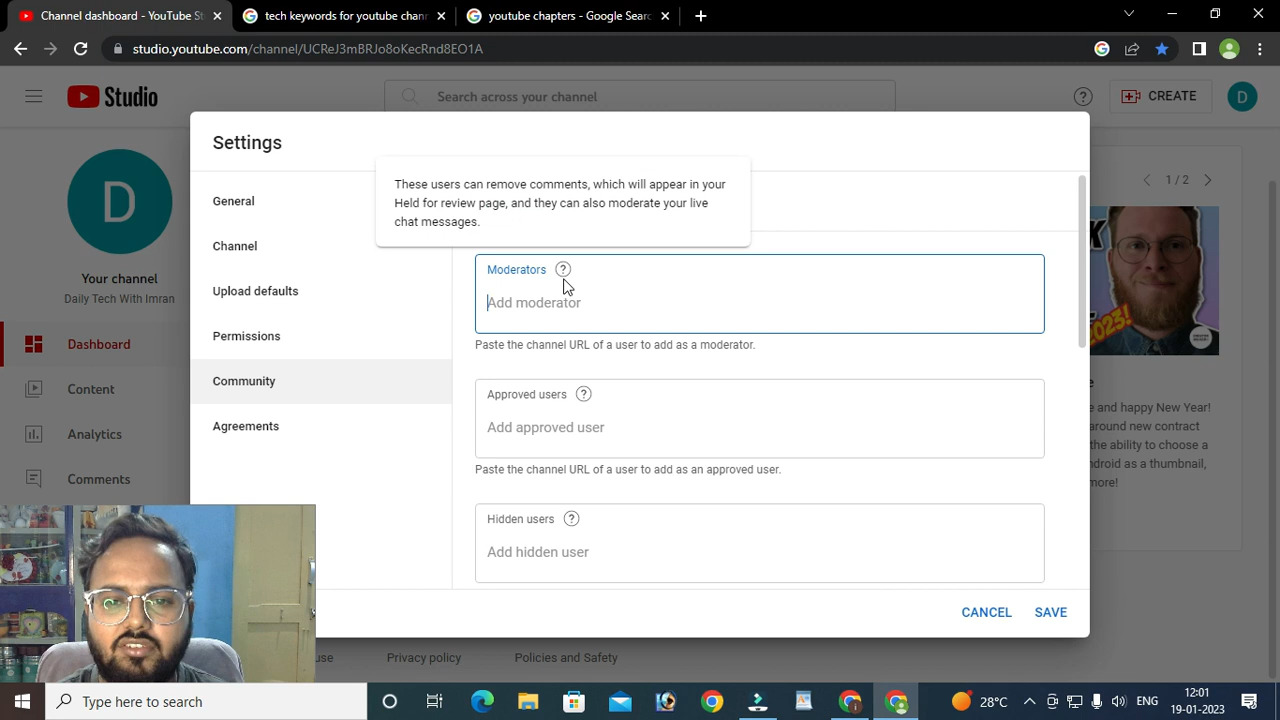 Channel dashboard - YouTube St
tech keywords for youtube chann
youtube chapters - Google Searc
studio.youtube.com/channel/UCReJ3mBRJo8oKecRnd8EO1A
Studio
Search across your channel
CREATE
D
Settings
These users can remove comments, which will appear in your
Held for review page, and they can also moderate your live
chat messages.
1 / 2
General
Channel
Upload defaults
Permissions
Community
Agreements
D
Your channel
Daily Tech With Imran
Dashboard
Content
Analytics
Comments
Moderators ?
Add moderator
Paste the channel URL of a user to add as a moderator.
Approved users ?
Add approved user
Paste the channel URL of a user to add as an approved user.
Hidden users ?
Add hidden user
CANCEL
SAVE
2023!
e
e and happy New Year!
around new contract
the ability to choose a
ndroid as a thumbnail,
more!
use
Privacy policy
Policies and Safety
Type here to search
28°C
ENG
12:01
19-01-2023